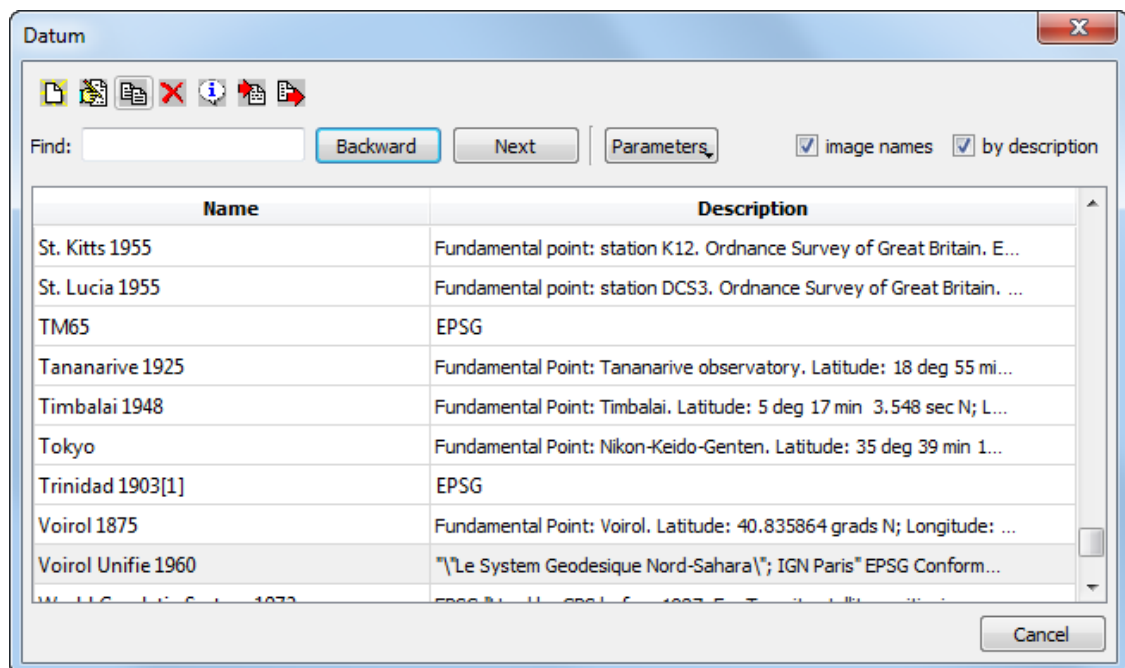 Datum
Find: Backward Next Parameters image names by description
Name Description
St. Kitts 1955 Fundamental point: station K12. Ordnance Survey of Great Britain. E...
St. Lucia 1955 Fundamental point: station DCS3. Ordnance Survey of Great Britain. ...
TM65 EPSG
Tananarive 1925 Fundamental Point: Tananarive observatory. Latitude: 18 deg 55 mi...
Timbalai 1948 Fundamental Point: Timbalai. Latitude: 5 deg 17 min 3.548 sec N; L...
Tokyo Fundamental Point: Nikon-Keido-Genten. Latitude: 35 deg 39 min 1...
Trinidad 1903[1] EPSG
Voirol 1875 Fundamental Point: Voirol. Latitude: 40.835864 grads N; Longitude: ...
Voirol Unifie 1960 "\"Le System Geodesique Nord-Sahara\"; IGN Paris" EPSG Conform...
Cancel